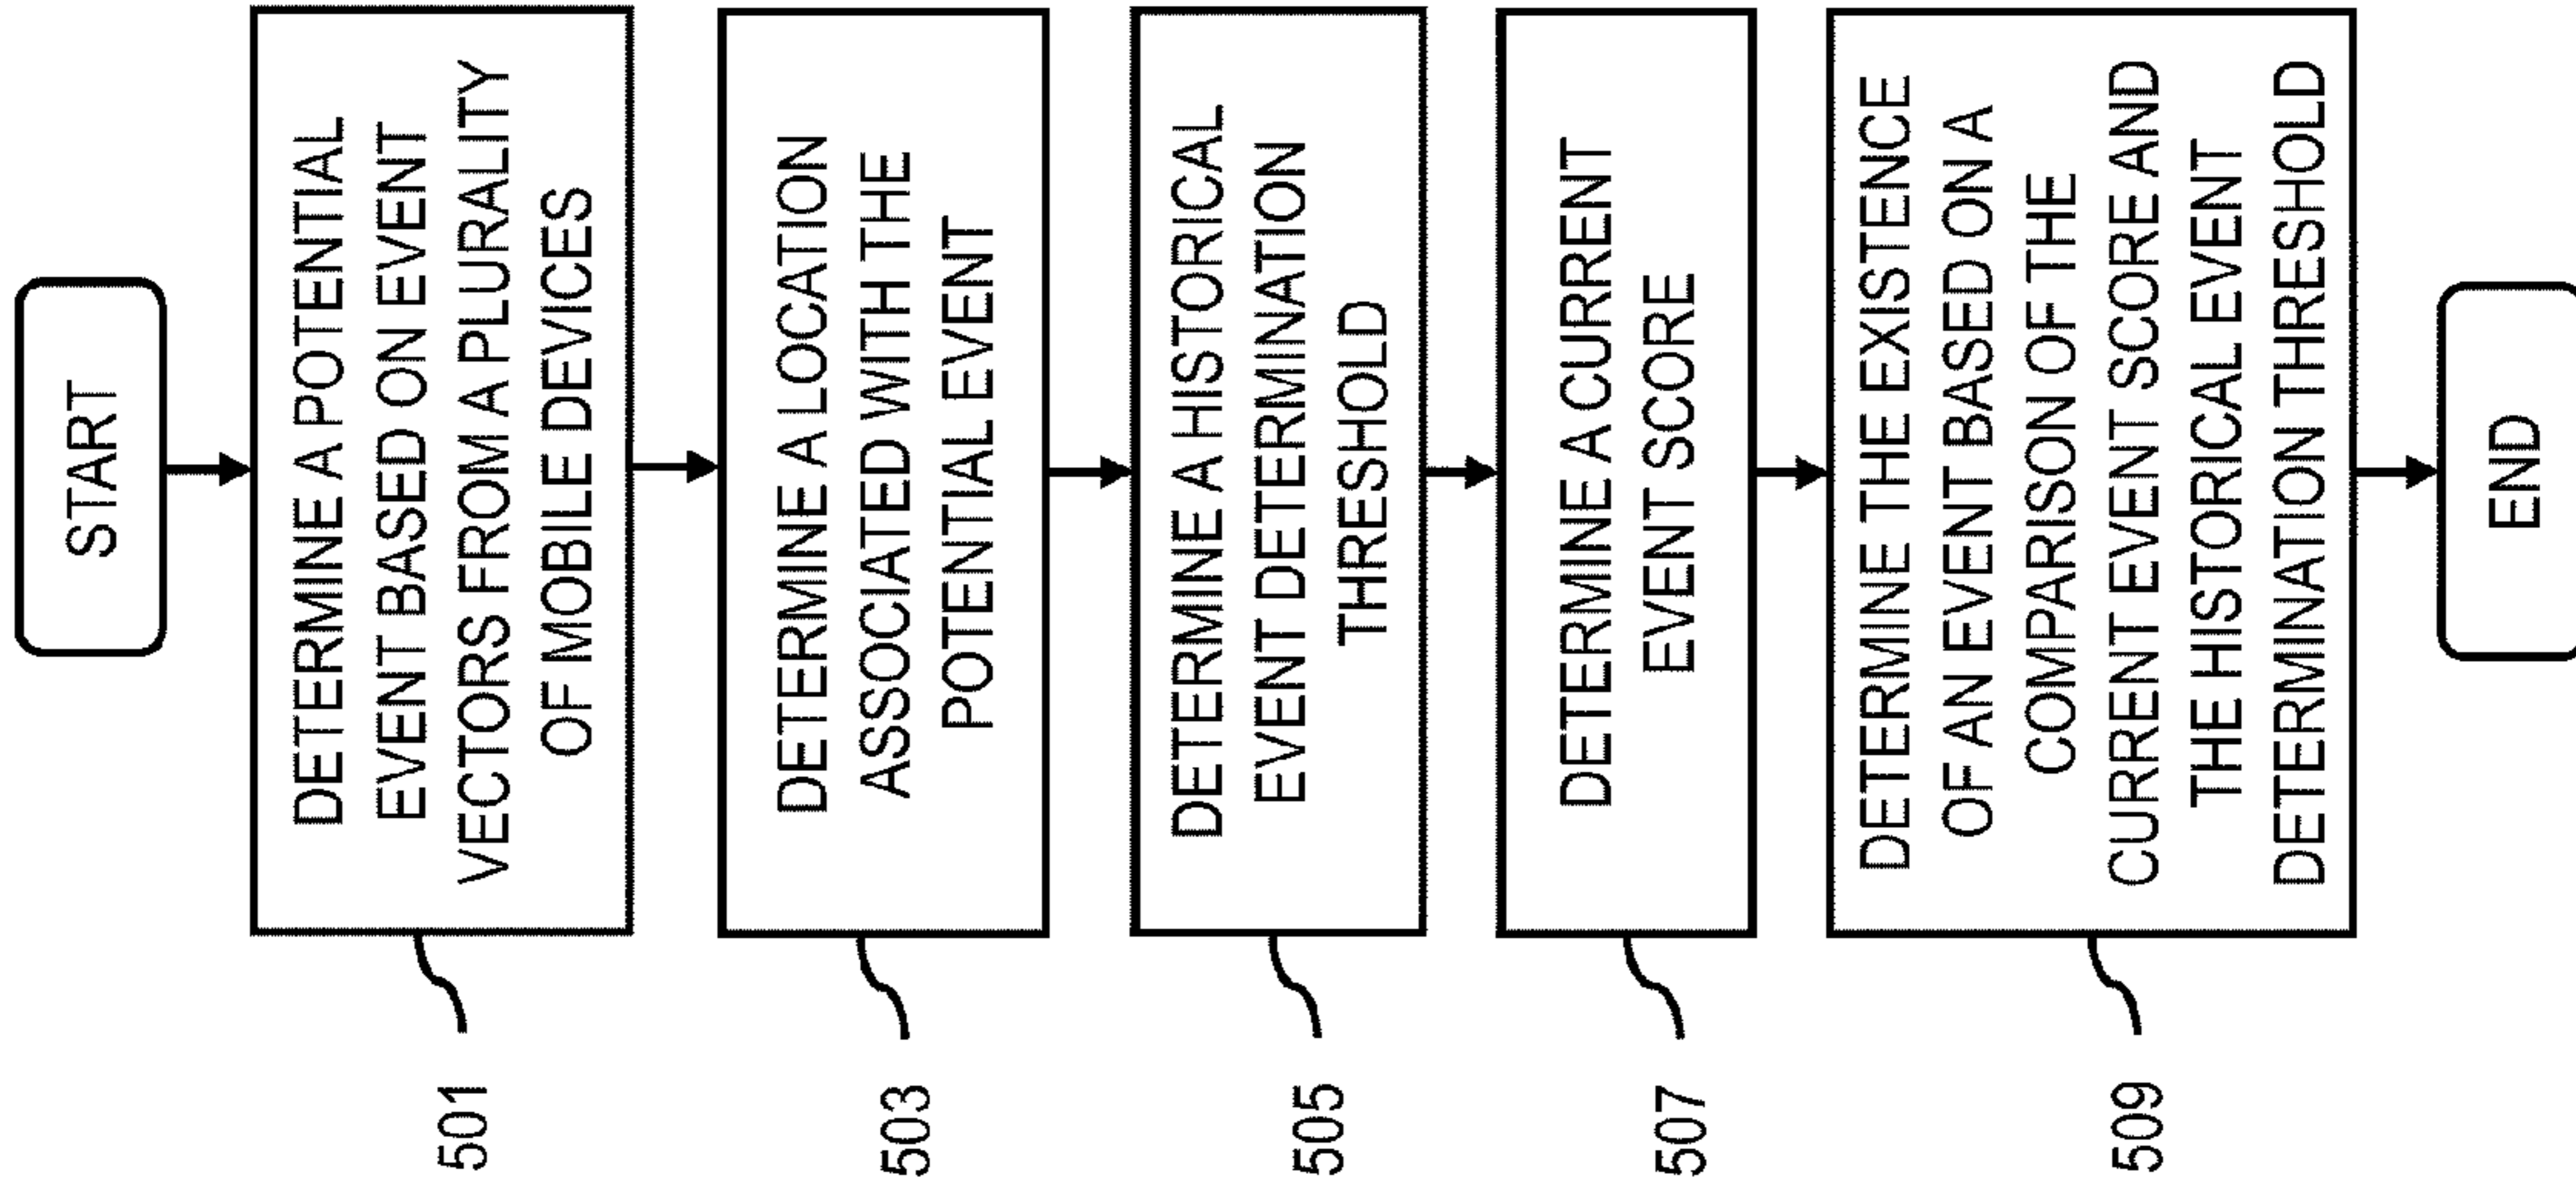 START
DETERMINE A POTENTIAL
EVENT BASED ON EVENT
VECTORS FROM A PLURALITY
OF MOBILE DEVICES
501
DETERMINE A LOCATION
ASSOCIATED WITH THE
POTENTIAL EVENT
503
DETERMINE A HISTORICAL
EVENT DETERMINATION
THRESHOLD
505
DETERMINE A CURRENT
EVENT SCORE
507
DETERMINE THE EXISTENCE
OF AN EVENT BASED ON A
COMPARISON OF THE
CURRENT EVENT SCORE AND
THE HISTORICAL EVENT
DETERMINATION THRESHOLD
509
END